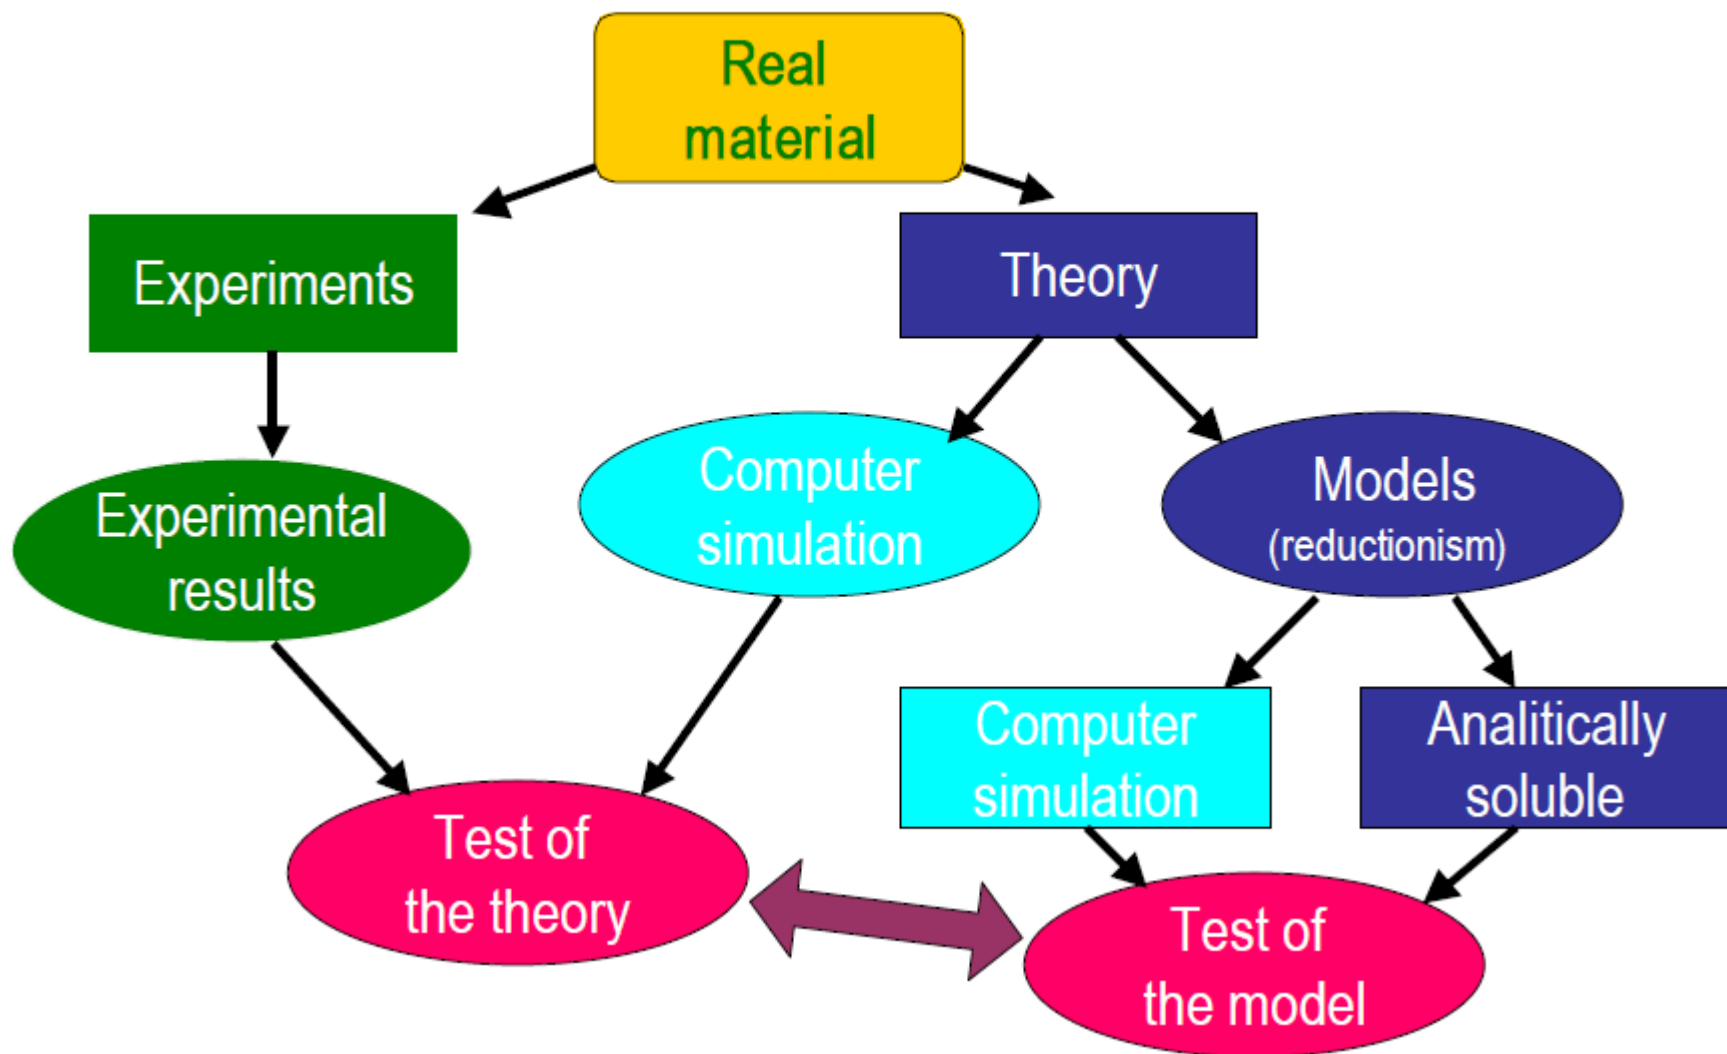 Real
material
Experiments
Theory
Experimental
results
Computer
simulation
Models
(reductionism)
Computer
simulation
Analitically
soluble
Test of
the theory
Test of
the model